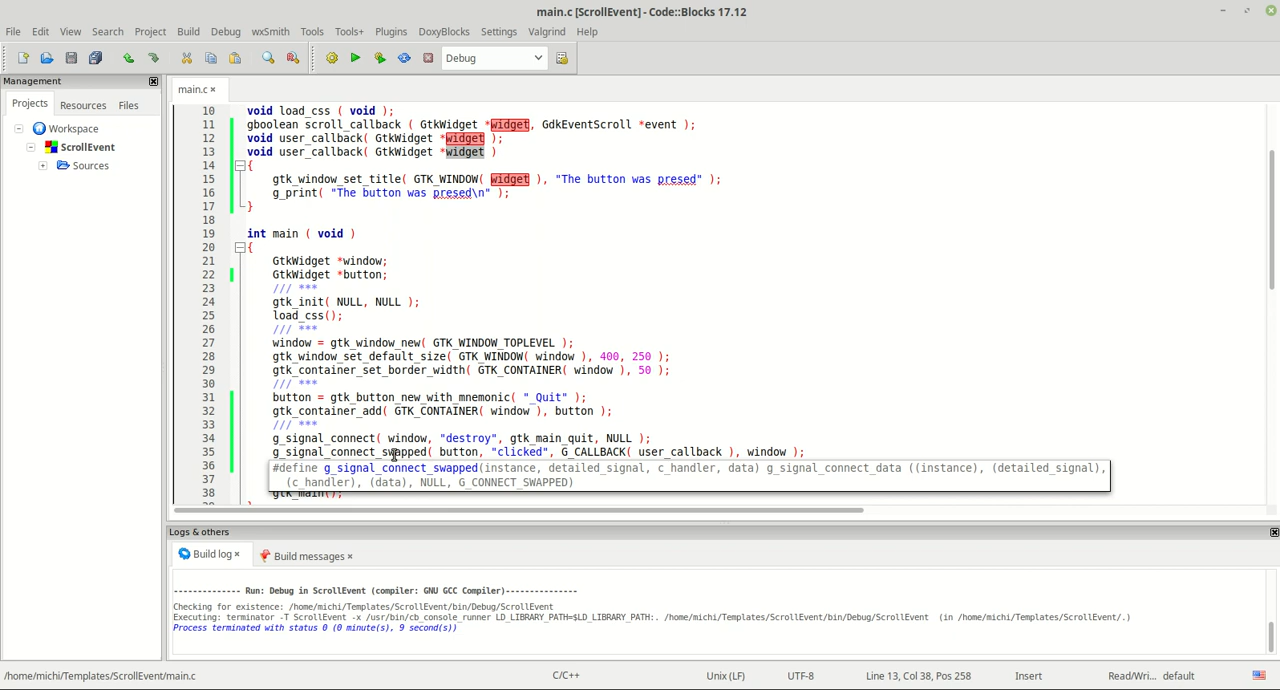 main.c [ScrollEvent] - Code::Blocks 17.12
File Edit View Search Project Build Debug wxSmith Tools Tools+ Plugins DoxyBlocks Settings Valgrind Help
Debug
Management
Projects Resources Files
Workspace
ScrollEvent
Sources
main.c ×
10 void load_css ( void );
11 gboolean scroll_callback ( GtkWidget *widget, GdkEventScroll *event );
12 void user_callback( GtkWidget *widget );
13 void user_callback( GtkWidget *widget )
14 {
15 gtk_window_set_title( GTK_WINDOW( widget ), "The button was presed" );
16 g_print( "The button was presed\n" );
17 }
18
19 int main ( void )
20 {
21 GtkWidget *window;
22 GtkWidget *button;
23 /// ***
24 gtk_init( NULL, NULL );
25 load_css();
26 /// ***
27 window = gtk_window_new( GTK_WINDOW_TOPLEVEL );
28 gtk_window_set_default_size( GTK_WINDOW( window ), 400, 250 );
29 gtk_container_set_border_width( GTK_CONTAINER( window ), 50 );
30 /// ***
31 button = gtk_button_new_with_mnemonic( "_Quit" );
32 gtk_container_add( GTK_CONTAINER( window ), button );
33 /// ***
34 g_signal_connect( window, "destroy", gtk_main_quit, NULL );
35 g_signal_connect_swapped( button, "clicked", G_CALLBACK( user_callback ), window );
36 #define g_signal_connect_swapped(instance, detailed_signal, c_handler, data) g_signal_connect_data ((instance), (detailed_signal),
37 (c_handler), (data), NULL, G_CONNECT_SWAPPED)
38 gtk_main();
Logs & others
Build log × Build messages ×
-------------- Run: Debug in ScrollEvent (compiler: GNU GCC Compiler)---------------
Checking for existence: /home/michi/Templates/ScrollEvent/bin/Debug/ScrollEvent
Executing: terminator -T ScrollEvent -x /usr/bin/cb_console_runner LD_LIBRARY_PATH=$LD_LIBRARY_PATH:. /home/michi/Templates/ScrollEvent/bin/Debug/ScrollEvent (in /home/michi/Templates/ScrollEvent/.)
Process terminated with status 0 (0 minute(s), 9 second(s))
/home/michi/Templates/ScrollEvent/main.c C/C++ Unix (LF) UTF-8 Line 13, Col 38, Pos 258 Insert Read/Wri... default